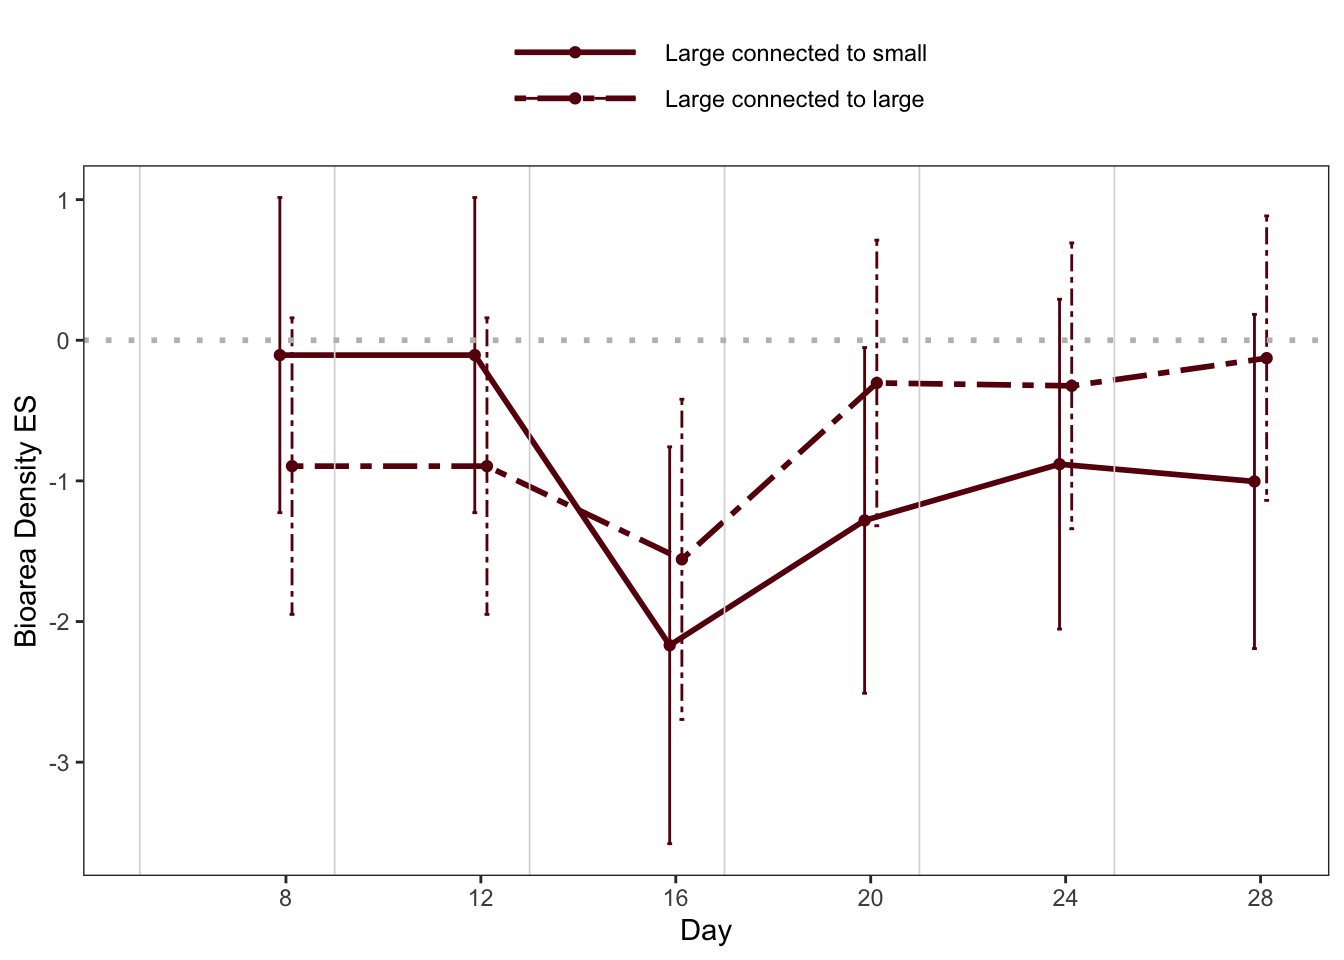 Large connected to small
Large connected to large
Bioarea Density ES
1
0
-1
-2
-3
8 12 16 20 24 28
Day